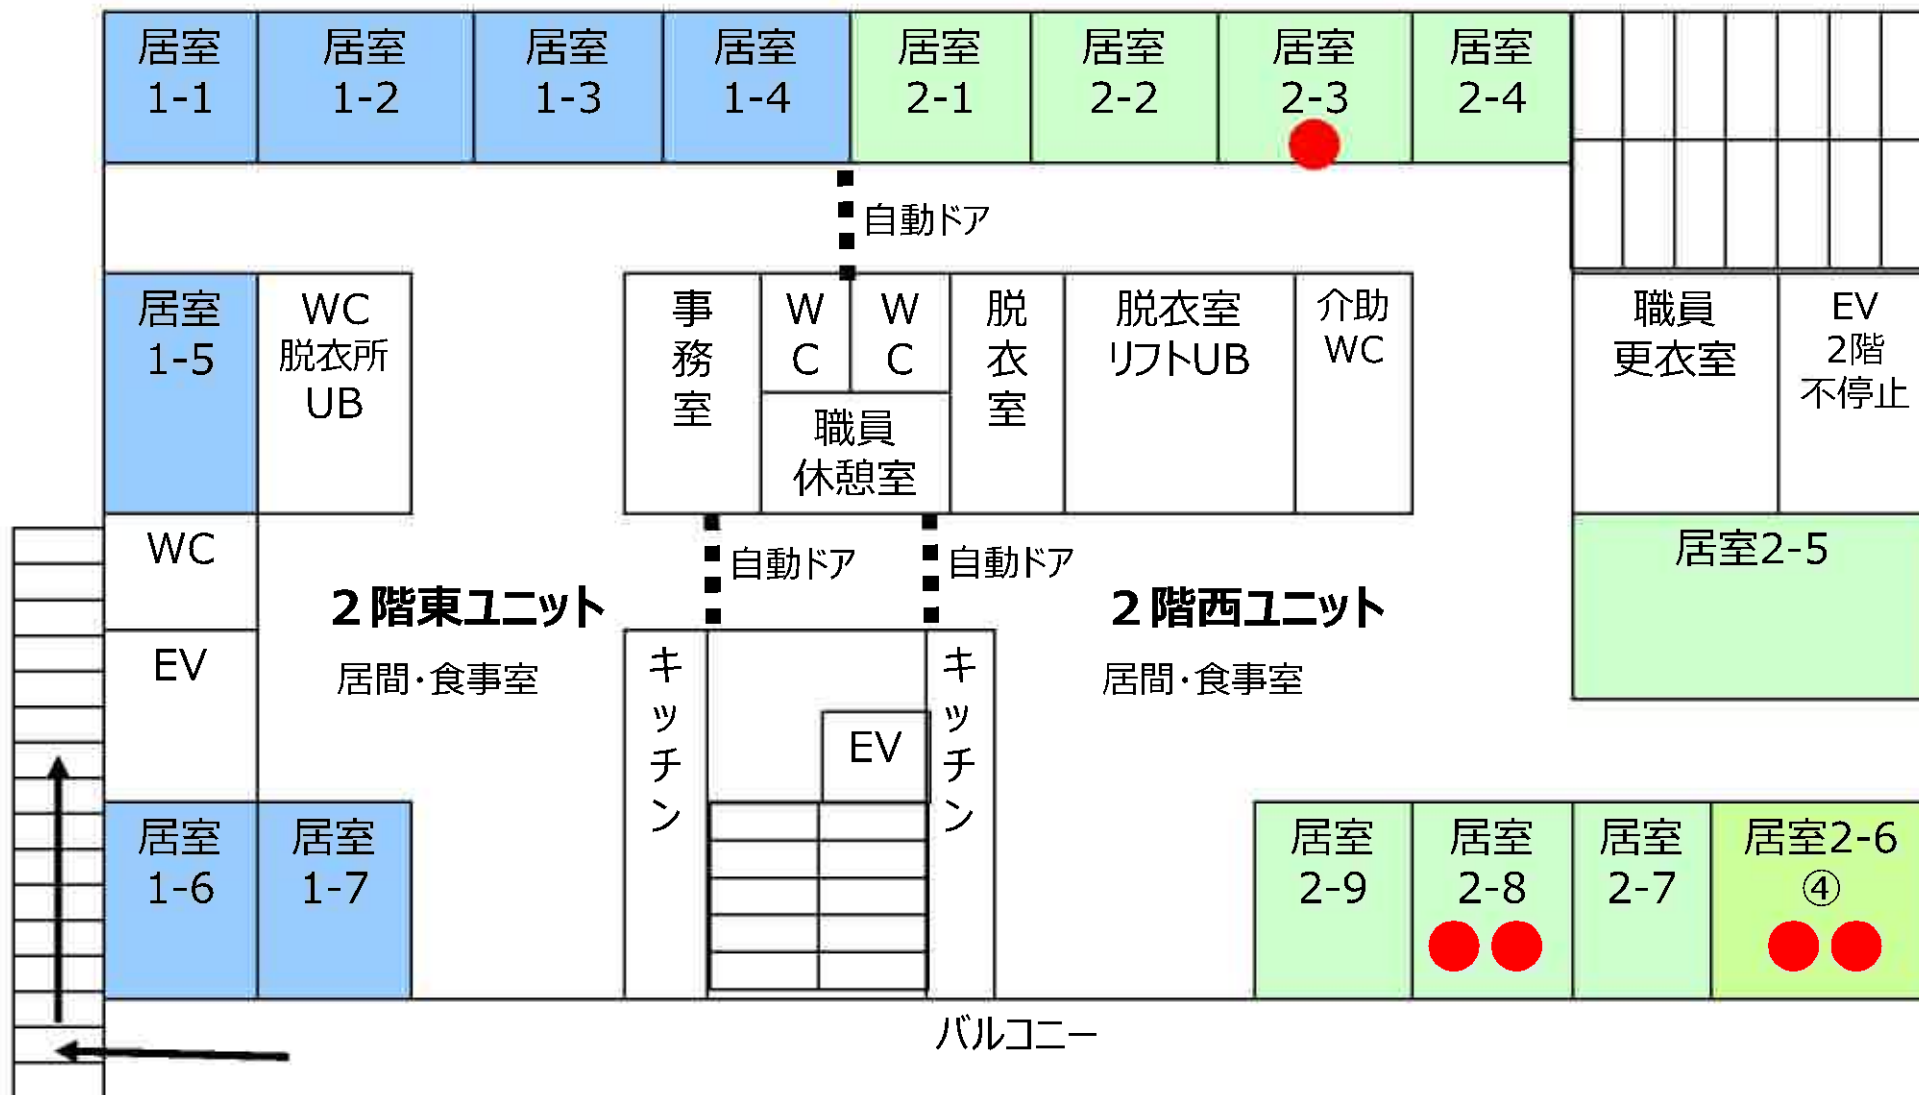 居室
1-1
居室
1-2
居室
1-3
居室
1-4
居室
2-1
居室
2-2
居室
2-3
居室
2-4
自動ドア
居室
1-5
WC
脱衣所
UB
事
務
室
W
C
W
C
職員
休憩室
脱
衣
室
脱衣室
リフトUB
介助
WC
職員
更衣室
EV
2階
不停止
WC
自動ドア
自動ドア
居室2-5
2階東ユニット
2階西ユニット
EV
居間・食事室
キ
ッ
チ
ン
EV
キ
ッ
チ
ン
居間・食事室
居室
1-6
居室
1-7
居室
2-9
居室
2-8
居室
2-7
居室2-6
④
バルコニー